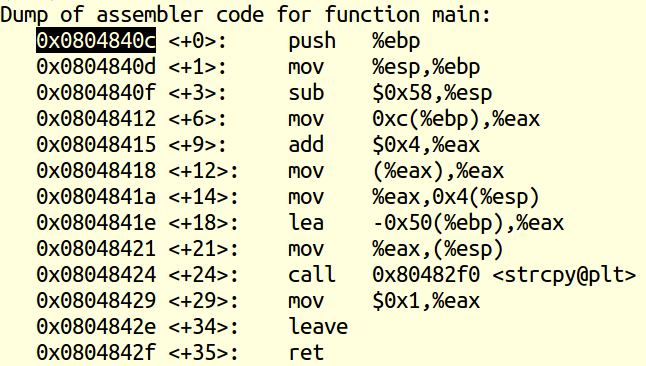 Dump of assembler code for function main:
0x0804840c <+0>: push %ebp
0x0804840d <+1>: mov %esp,%ebp
0x0804840f <+3>: sub $0x58,%esp
0x08048412 <+6>: mov 0xc(%ebp),%eax
0x08048415 <+9>: add $0x4,%eax
0x08048418 <+12>: mov (%eax),%eax
0x0804841a <+14>: mov %eax,0x4(%esp)
0x0804841e <+18>: lea -0x50(%ebp),%eax
0x08048421 <+21>: mov %eax,(%esp)
0x08048424 <+24>: call 0x80482f0 <strcpy@plt>
0x08048429 <+29>: mov $0x1,%eax
0x0804842e <+34>: leave
0x0804842f <+35>: ret